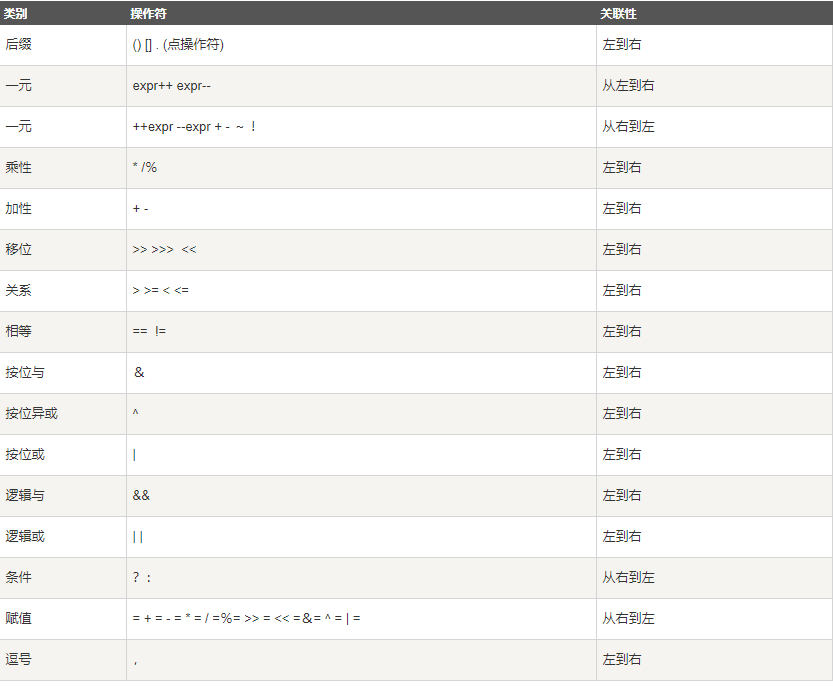 类别 操作符 关联性
后缀 () [] . (点操作符) 左到右
一元 expr++ expr-- 从左到右
一元 ++expr --expr + - ~ ! 从右到左
乘性 * /% 左到右
加性 + - 左到右
移位 >> >>> << 左到右
关系 > >= < <= 左到右
相等 == != 左到右
按位与 & 左到右
按位异或 ^ 左到右
按位或 | 左到右
逻辑与 && 左到右
逻辑或 | | 左到右
条件 ? : 从右到左
赋值 = + = - = * = / =%= >> = << =&= ^ = | = 从右到左
逗号 , 左到右